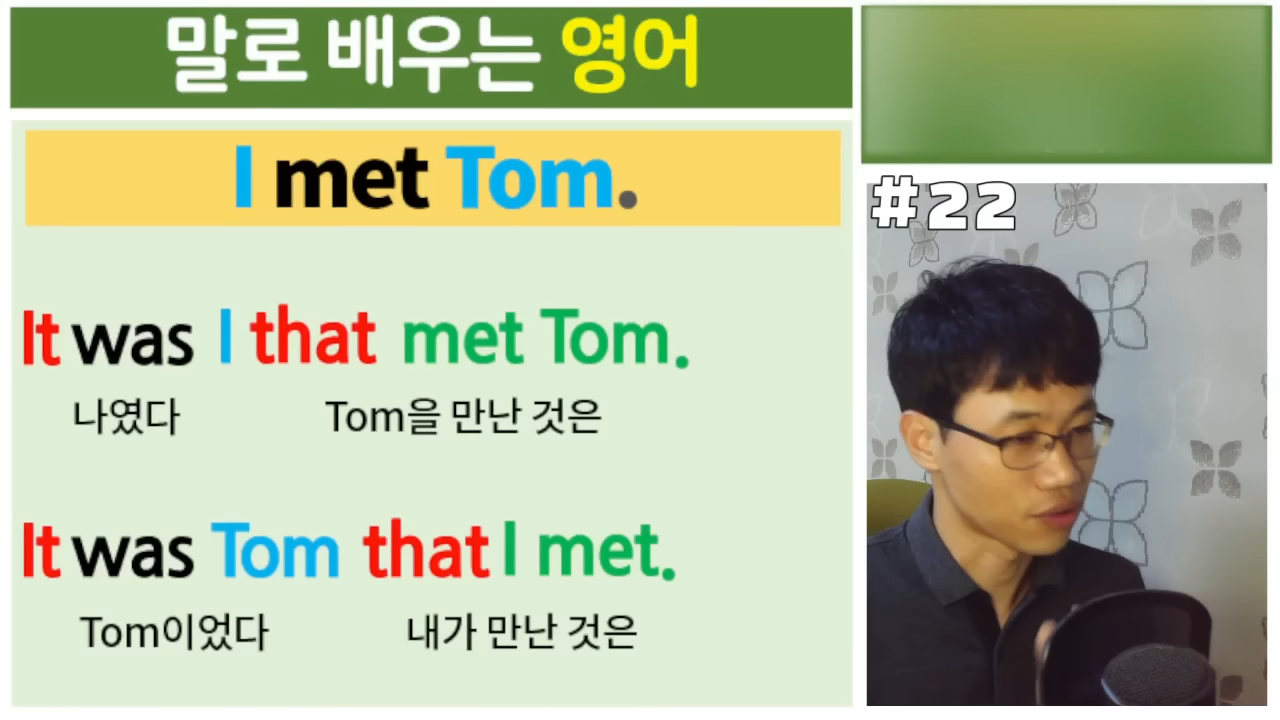 말로 배우는 영어
I met Tom.
#22
It was I that met Tom.
나였다 Tom을 만난 것은
It was Tom that I met.
Tom이었다 내가 만난 것은